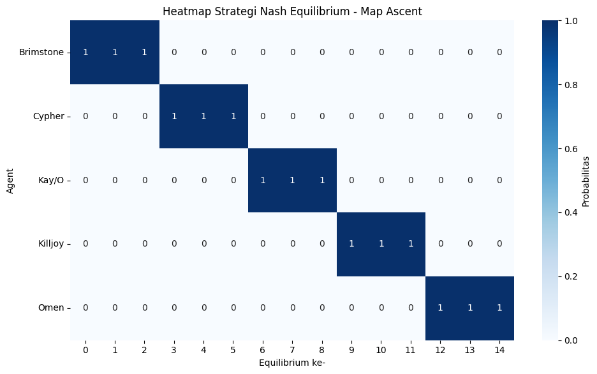 Heatmap Strategi Nash Equilibrium - Map Ascent
Brimstone 1 1 1 0 0 0 0 0 0 0 0 0 0 0 0
Cypher 0 0 0 1 1 1 0 0 0 0 0 0 0 0 0
Kay/O 0 0 0 0 0 0 1 1 1 0 0 0 0 0 0
Killjoy 0 0 0 0 0 0 0 0 0 1 1 1 0 0 0
Omen 0 0 0 0 0 0 0 0 0 0 0 0 1 1 1
0 1 2 3 4 5 6 7 8 9 10 11 12 13 14
Equilibrium ke-
Agent
1.0
0.8
0.6
0.4
0.2
0.0
Probabilitas